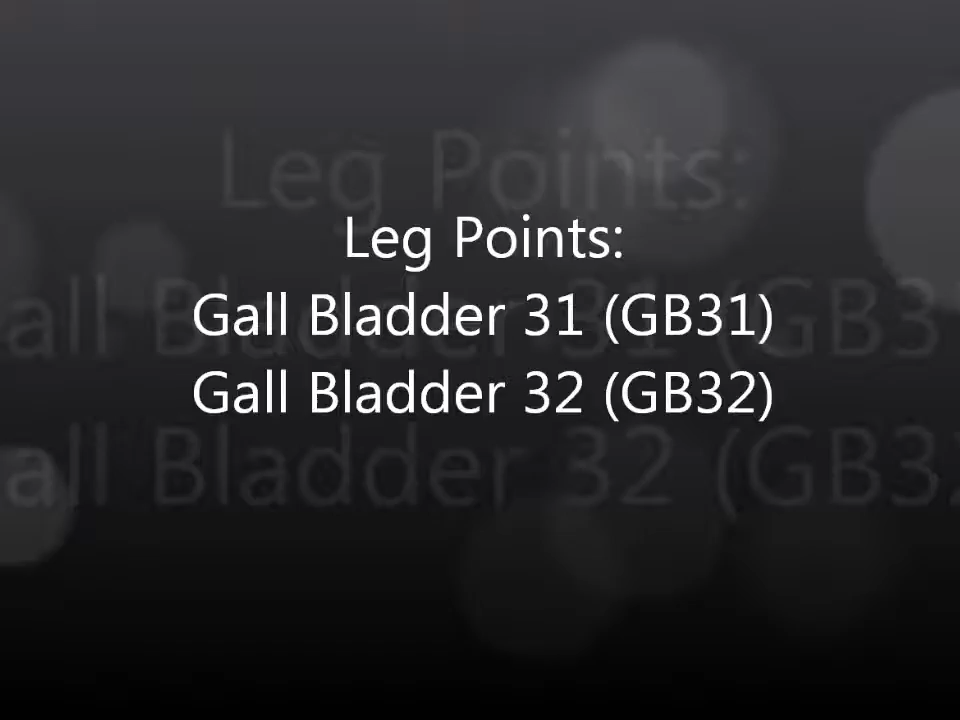 Leg Points:
Gall Bladder 31 (GB31)
Gall Bladder 32 (GB32)